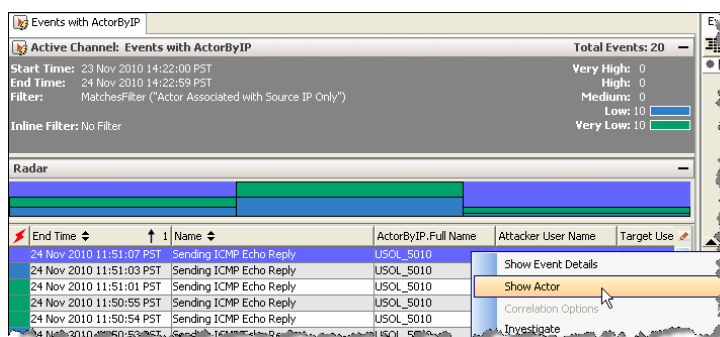 Events with ActorByIP
Active Channel: Events with ActorByIP Total Events: 20
Start Time: 23 Nov 2010 14:22:00 PST Very High: 0
End Time: 24 Nov 2010 14:22:59 PST High: 0
Filter: MatchesFilter ("Actor Associated with Source IP Only") Medium: 0
Low: 10
Inline Filter: No Filter Very Low: 10
Radar
End Time 1 Name ActorByIP.Full Name Attacker User Name Target Use
24 Nov 2010 11:51:07 PST Sending ICMP Echo Reply USOL_5010
24 Nov 2010 11:51:03 PST Sending ICMP Echo Reply USOL_5010
24 Nov 2010 11:51:01 PST Sending ICMP Echo Reply USOL_5010
24 Nov 2010 11:50:55 PST Sending ICMP Echo Reply USOL_5010
24 Nov 2010 11:50:54 PST Sending ICMP Echo Reply USOL_5010
Show Event Details
Show Actor
Correlation Options
Investigate